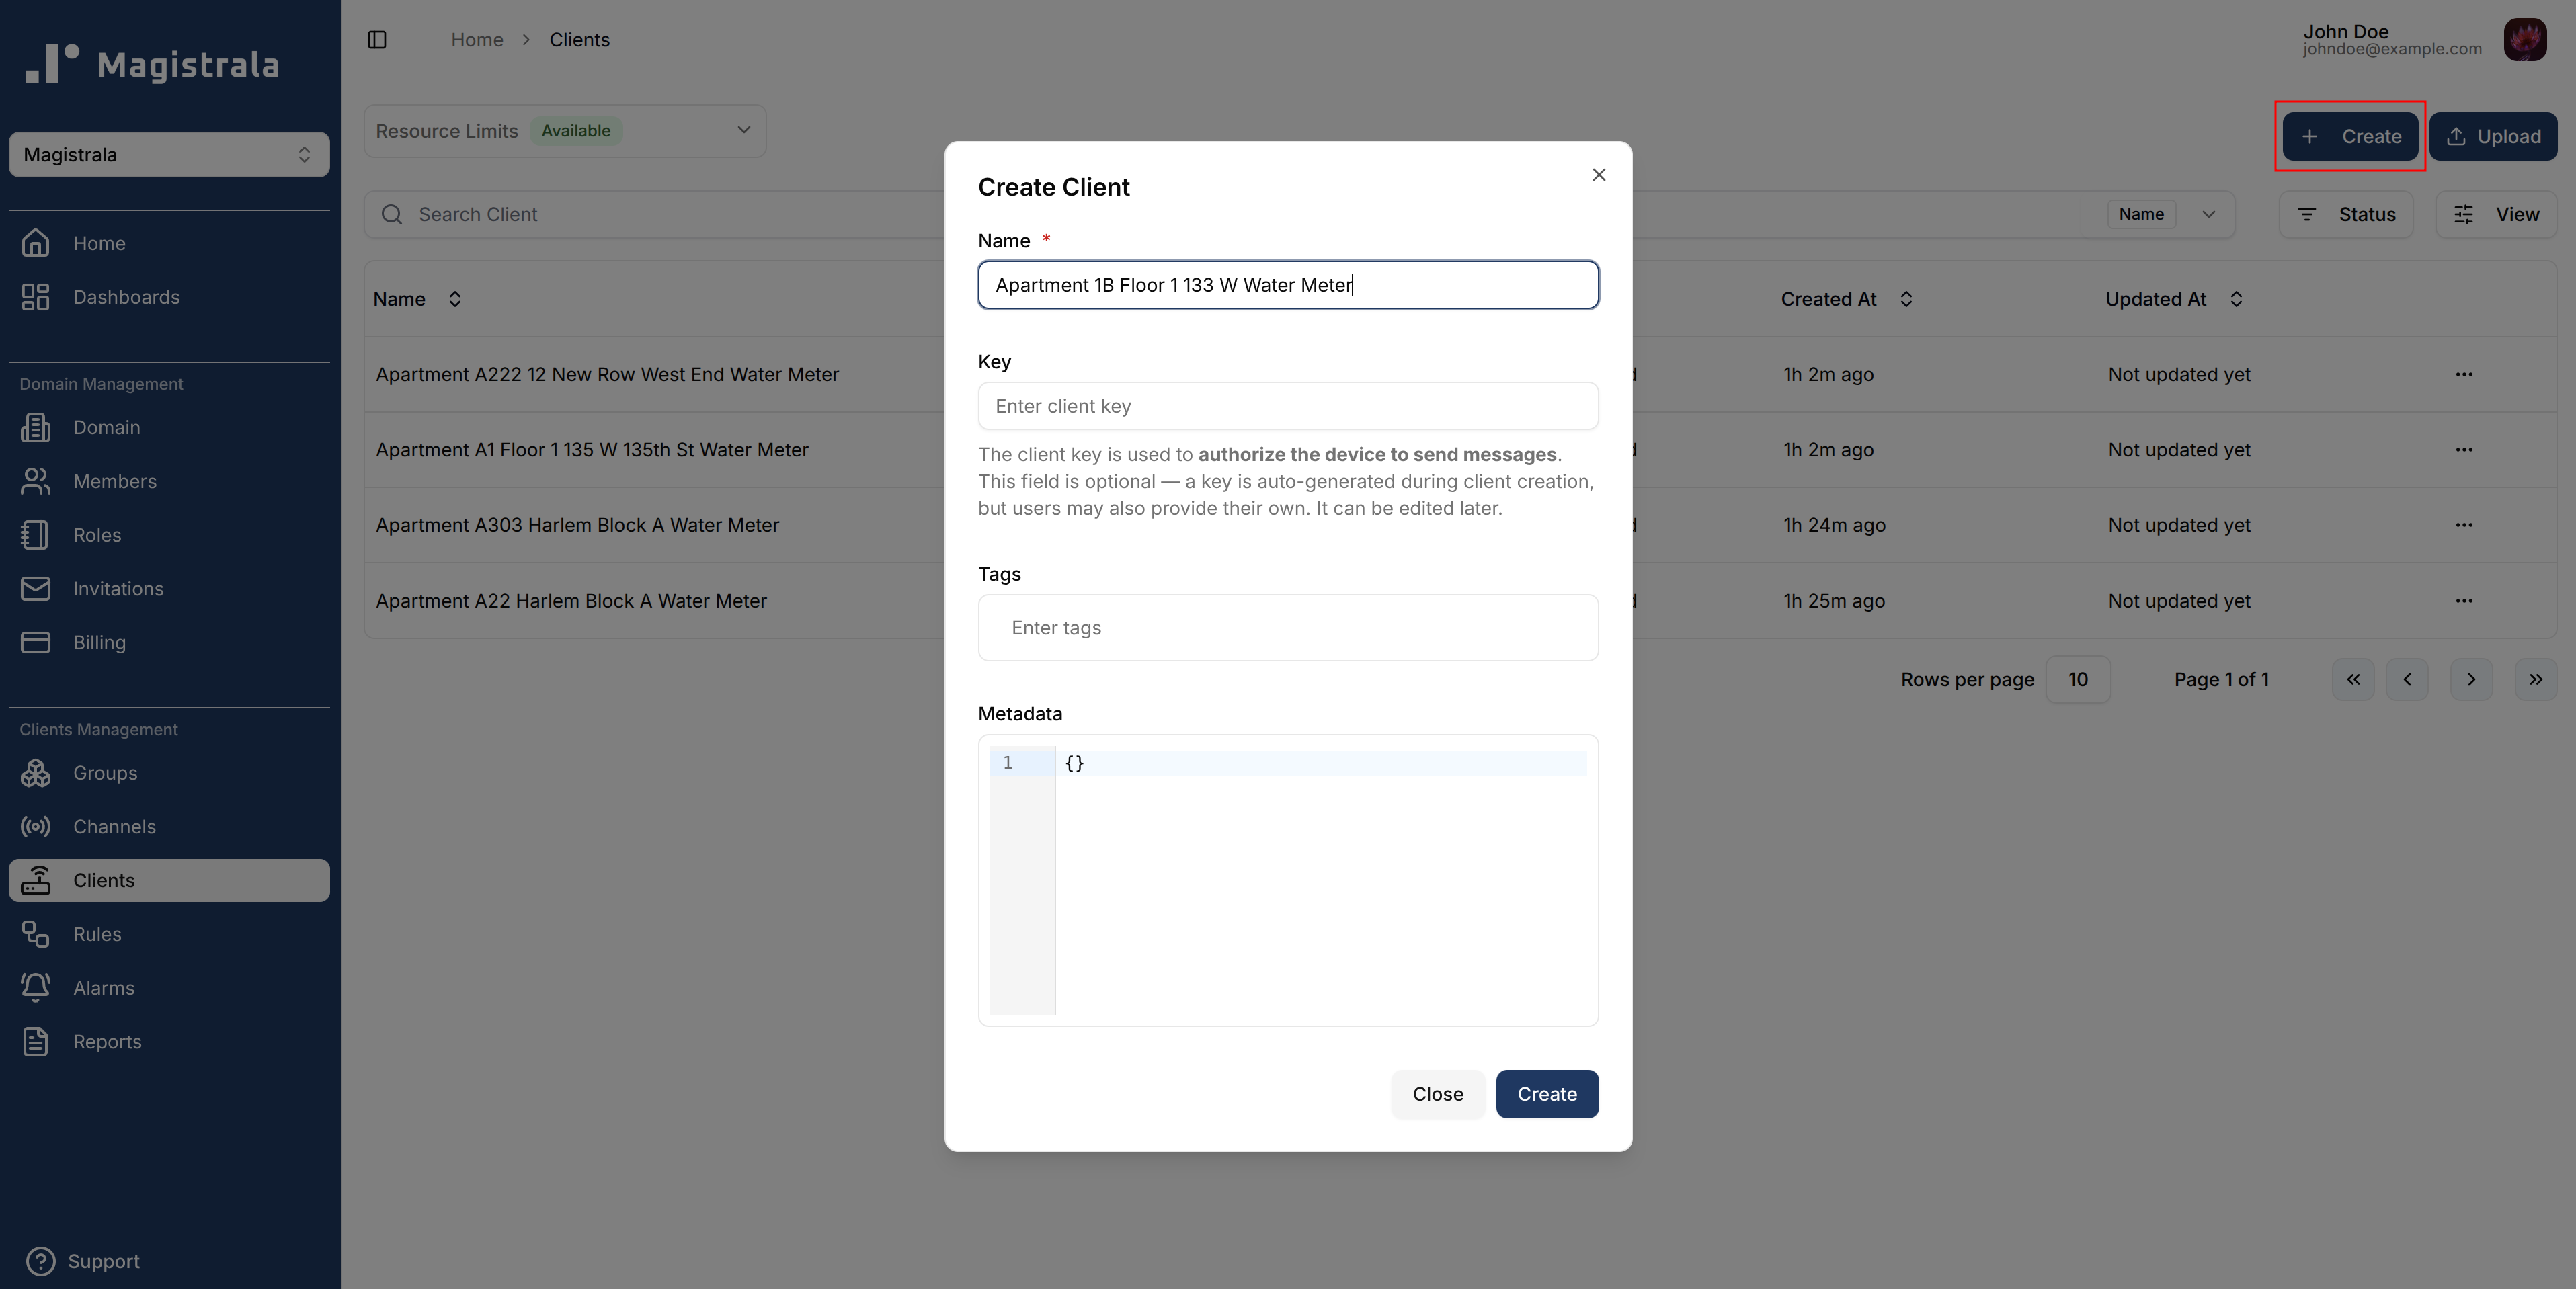 Magistrala
Magistrala
Home
Dashboards
Domain Management
Domain
Members
Roles
Invitations
Billing
Clients Management
Groups
Channels
Clients
Rules
Alarms
Reports
Support
Home > Clients
John Doe
johndoe@example.com
Resource Limits Available
Create
Upload
Search Client
Name
Status
View
Name
Created At
Updated At
Apartment A222 12 New Row West End Water Meter
1h 2m ago
Not updated yet
Apartment A1 Floor 1 135 W 135th St Water Meter
1h 2m ago
Not updated yet
Apartment A303 Harlem Block A Water Meter
1h 24m ago
Not updated yet
Apartment A22 Harlem Block A Water Meter
1h 25m ago
Not updated yet
Rows per page 10
Page 1 of 1
Create Client
Name *
Apartment 1B Floor 1 133 W Water Meter
Key
Enter client key
The client key is used to authorize the device to send messages.
This field is optional — a key is auto-generated during client creation,
but users may also provide their own. It can be edited later.
Tags
Enter tags
Metadata
1 {}
Close
Create